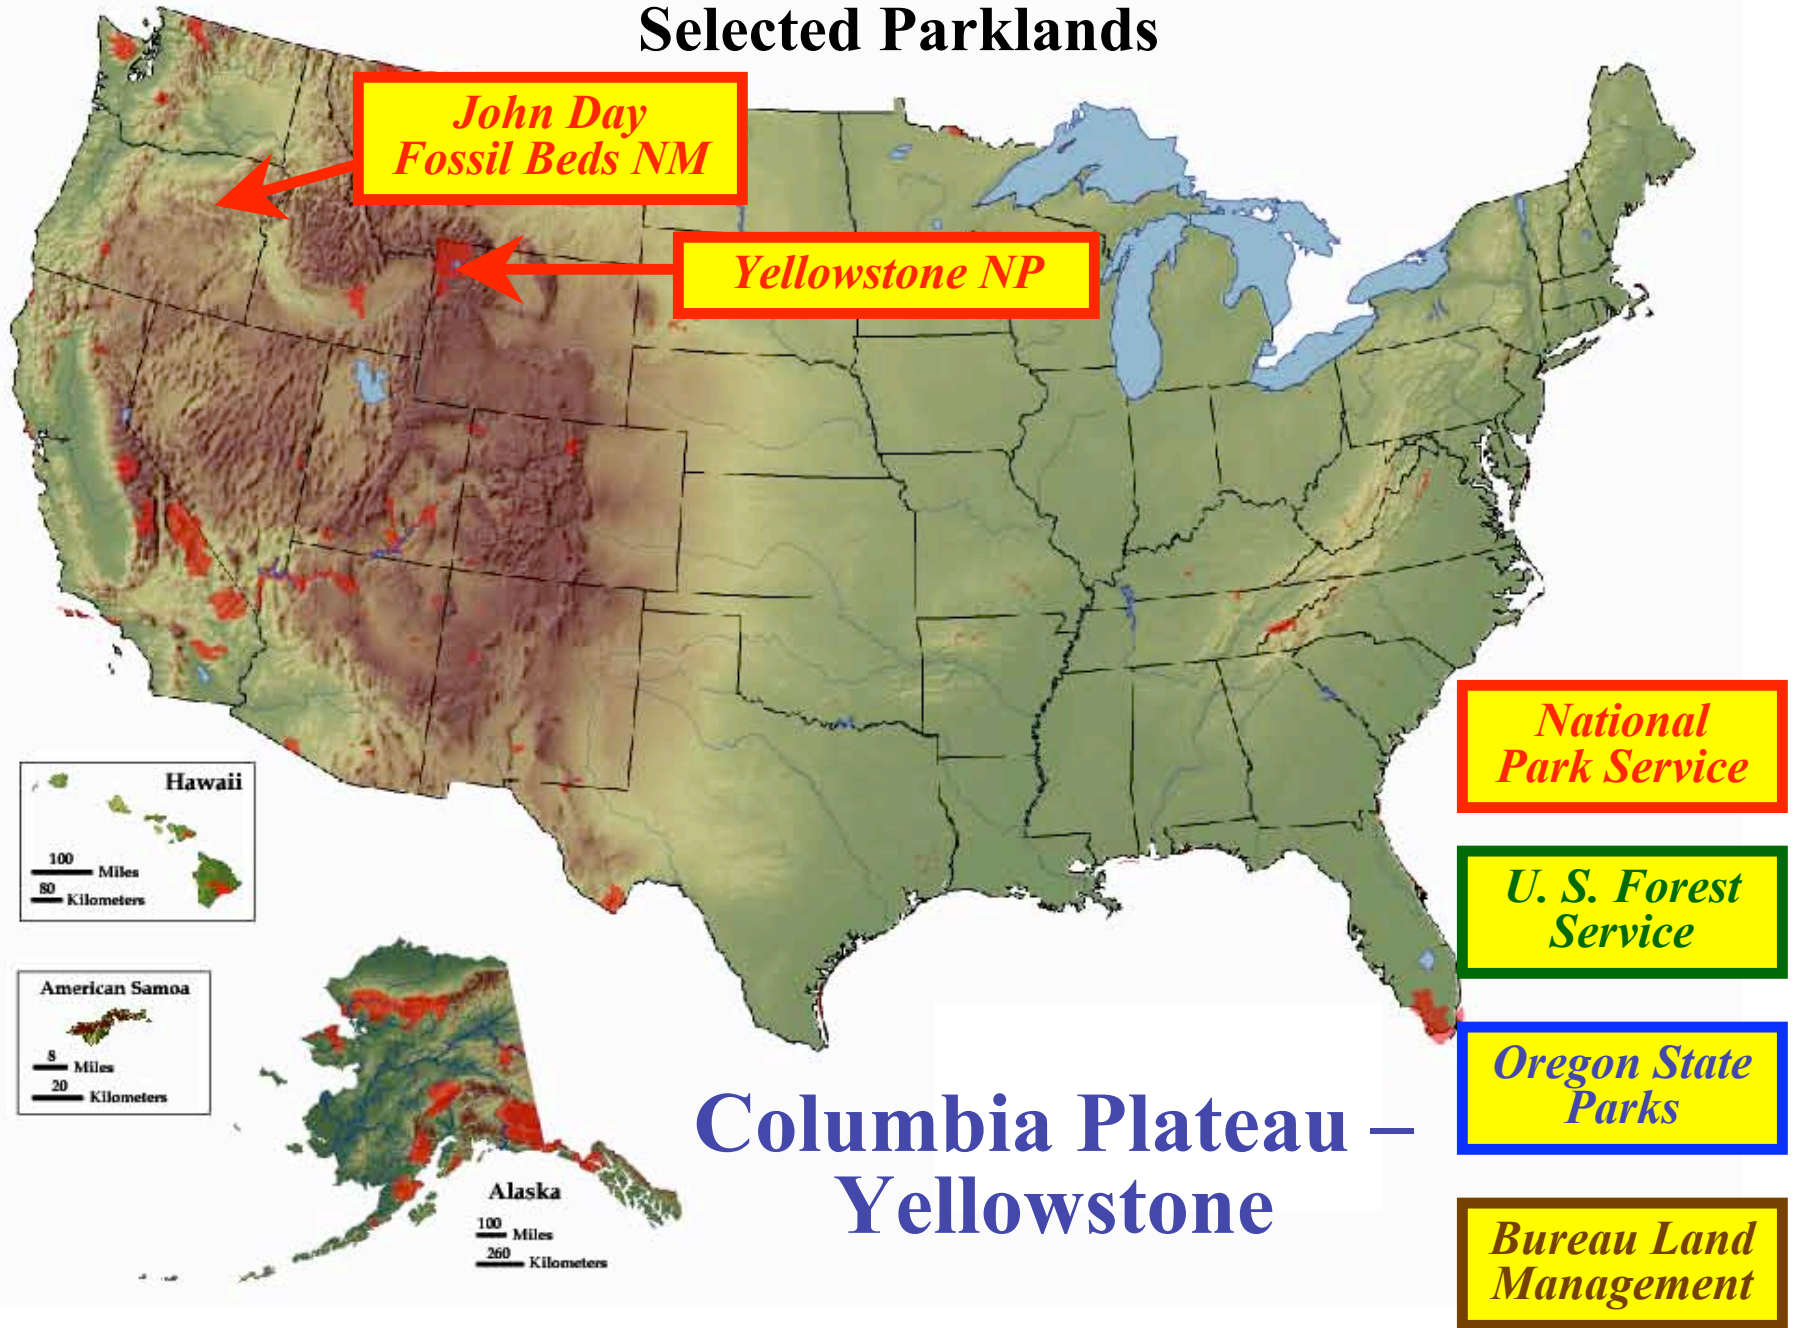 Selected Parklands
John Day
Fossil Beds NM
Yellowstone NP
National
Park Service
U. S. Forest
Service
Oregon State
Parks
Bureau Land
Management
Hawaii
100
Miles
80
Kilometers
American Samoa
8
Miles
20
Kilometers
Alaska
100
Miles
260
Kilometers
Columbia Plateau –
Yellowstone